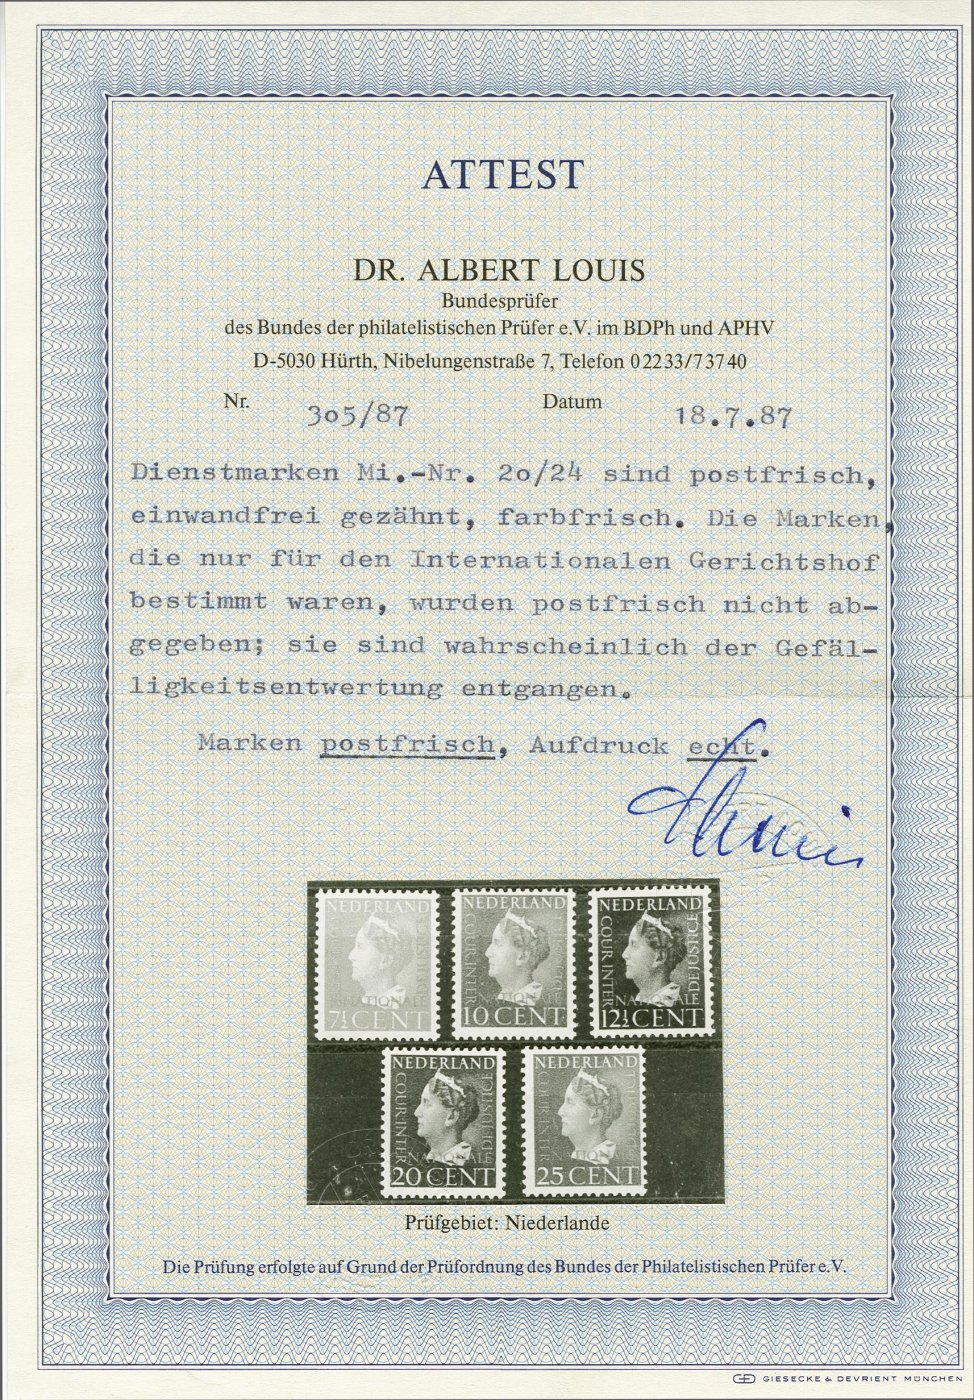 ATTEST
DR. ALBERT LOUIS
Bundesprüfer
des Bundes der philatelistischen Prüfer e.V. im BDPh und APHV
D-5030 Hürth, Nibelungenstraße 7, Telefon 02233/73740
Nr. 305/87 Datum 18.7.87
Dienstmarken Mi.-Nr. 2o/24 sind postfrisch,
einwandfrei gezähnt, farbfrisch. Die Marken,
die nur für den Internationalen Gerichtshof
bestimmt waren, wurden postfrisch nicht ab-
gegeben; sie sind wahrscheinlich der Gefäl-
ligkeitsentwertung entgangen.
Marken postfrisch, Aufdruck echt.
Louis
NEDERLAND
NATIONALE
7½ CENT
NEDERLAND
COUR INTER
NATIONALE
10 CENT
NEDERLAND
COUR INTER
NATIONALE
DE JUSTICE
12½ CENT
NEDERLAND
COUR INTER
NATIONALE
DE JUSTICE
20 CENT
NEDERLAND
COUR INTER
NATIONALE
25 CENT
Prüfgebiet: Niederlande
Die Prüfung erfolgte auf Grund der Prüfordnung des Bundes der Philatelistischen Prüfer e.V.
GIESECKE & DEVRIENT MÜNCHEN